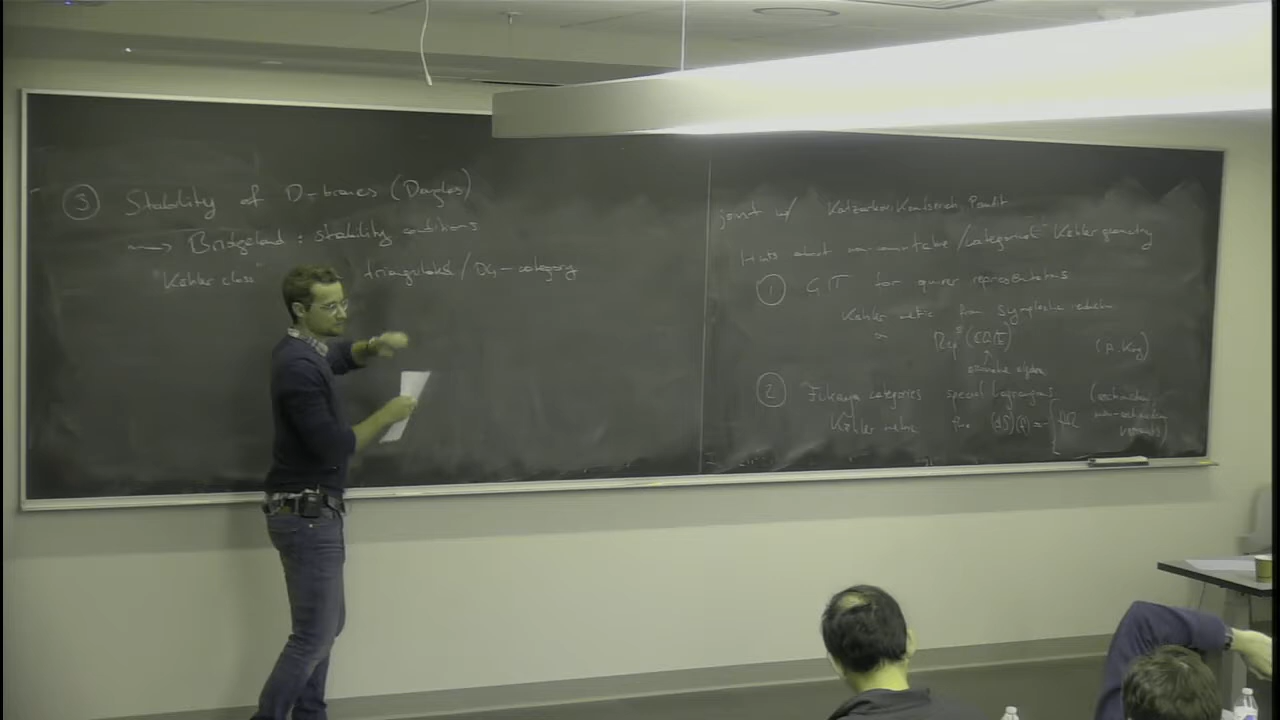 ③ Stability of D-branes (Douglas)
⟿ Bridgeland : stability conditions
"Kähler class" triangulated / DG-category
joint w/ Katzarkov, Kontsevich, Pandit
Hints about non-commutative / "categorical" Kähler geometry
① GIT for quiver representations
Kähler metric from symplectic reduction
on Rep (A. King)
② Fukaya categories special Lagrangians
Kähler metric